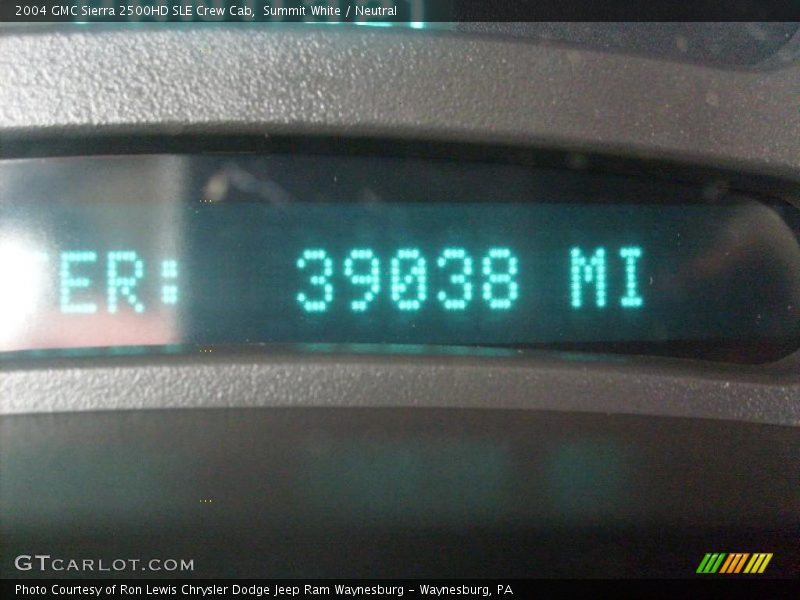 2004 GMC Sierra 2500HD SLE Crew Cab, Summit White / Neutral
ER: 39038 MI
GTCARLOT.COM
Photo Courtesy of Ron Lewis Chrysler Dodge Jeep Ram Waynesburg - Waynesburg, PA